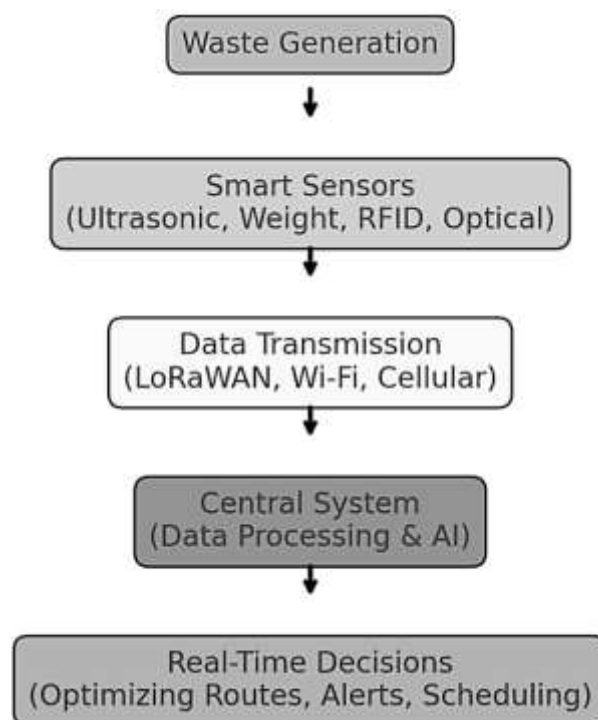 Waste Generation
Smart Sensors
(Ultrasonic, Weight, RFID, Optical)
Data Transmission
(LoRaWAN, Wi-Fi, Cellular)
Central System
(Data Processing & AI)
Real-Time Decisions
(Optimizing Routes, Alerts, Scheduling)